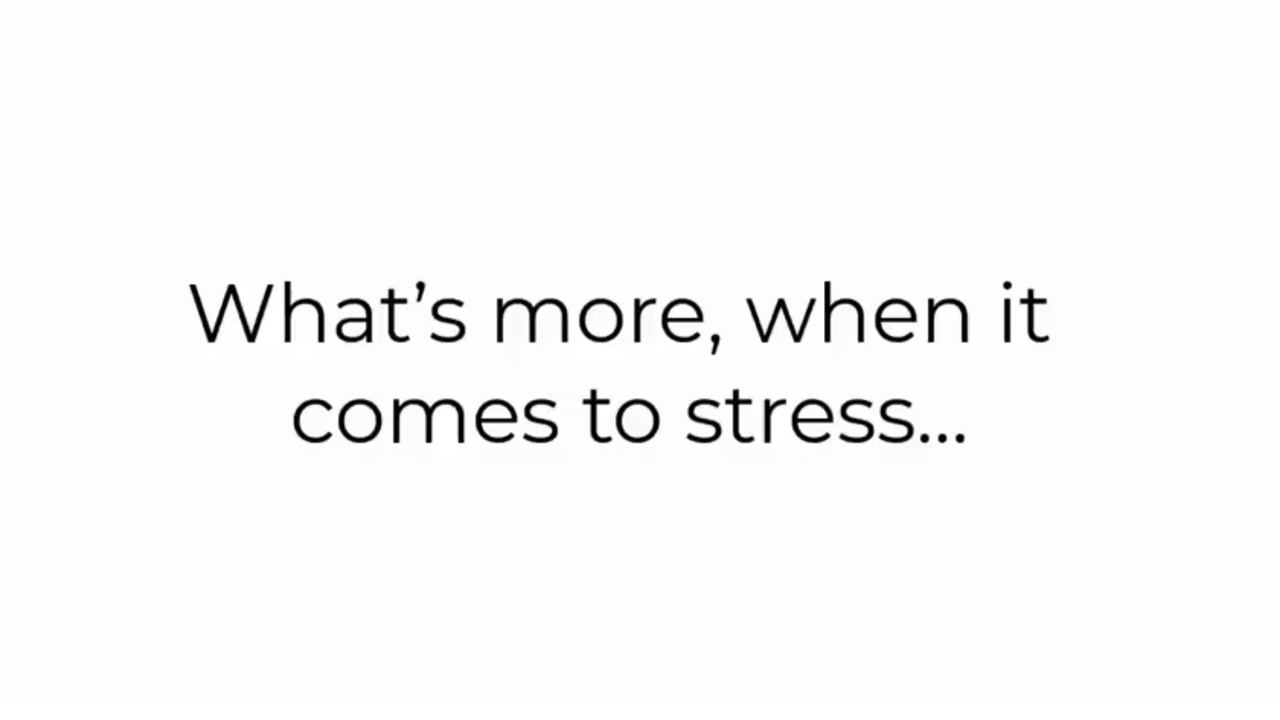 What’s more, when it
comes to stress...